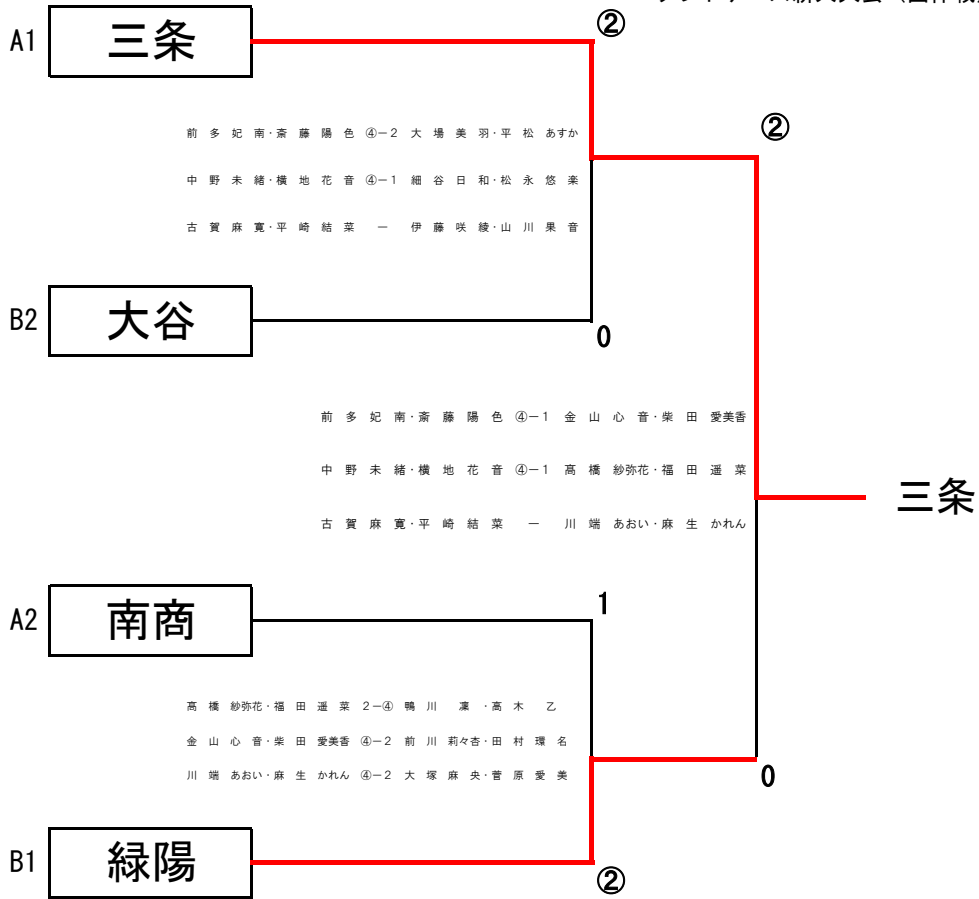 ②
A1 三条
②
前多妃南・斎藤陽色 ④－2 大場美羽・平松あすか
中野未緒・横地花音 ④－1 細谷日和・松永悠楽
古賀麻寛・平崎結菜 － 伊藤咲綾・山川果音
B2 大谷
0
前多妃南・斎藤陽色 ④－1 金山心音・柴田愛美香
中野未緒・横地花音 ④－1 高橋紗弥花・福田遥菜
三条
古賀麻寛・平崎結菜 － 川端あおい・麻生かれん
1
A2 南商
高橋紗弥花・福田遥菜 2－④ 鴨川凜・高木乙
金山心音・柴田愛美香 ④－2 前川莉々杏・田村環名
川端あおい・麻生かれん ④－2 大塚麻央・菅原愛美
0
B1 緑陽
②